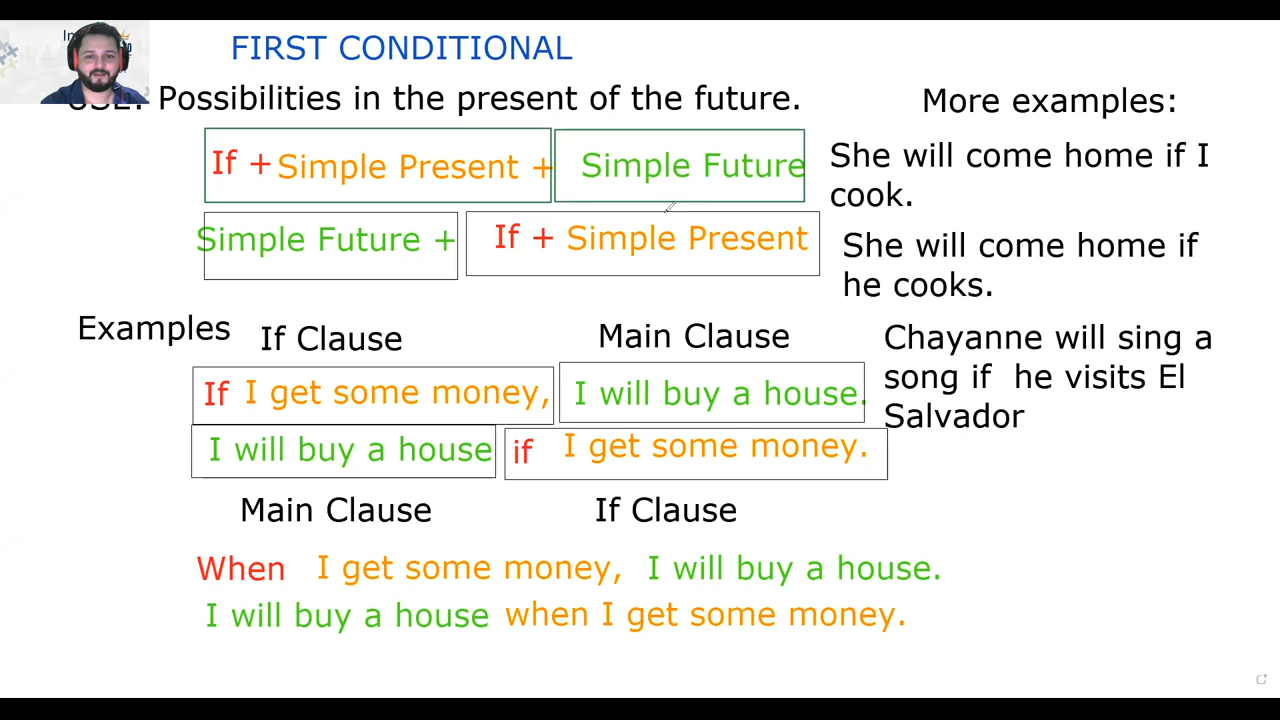 FIRST CONDITIONAL
USE: Possibilities in the present of the future.
If + Simple Present + Simple Future
Simple Future + If + Simple Present
Examples
If Clause Main Clause
If I get some money, I will buy a house.
I will buy a house if I get some money.
Main Clause If Clause
When I get some money, I will buy a house.
I will buy a house when I get some money.
More examples:
She will come home if I
cook.
She will come home if
he cooks.
Chayanne will sing a
song if he visits El
Salvador